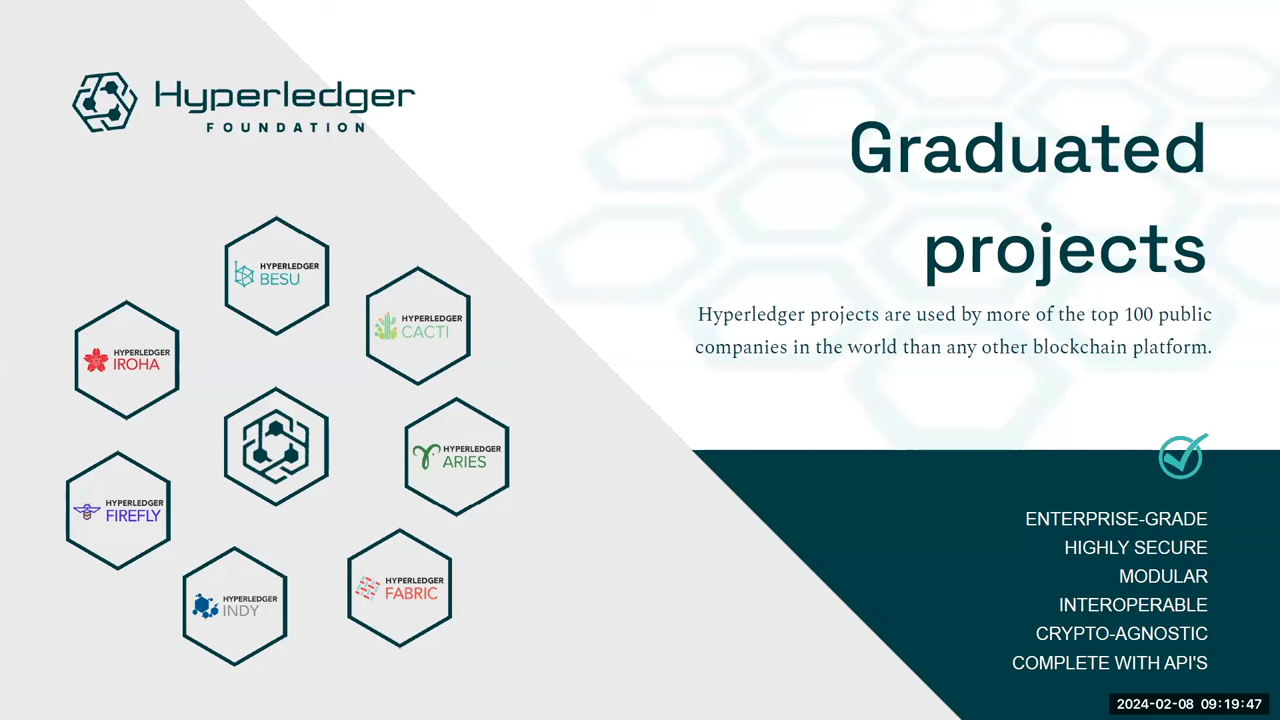 Hyperledger
FOUNDATION
Graduated
projects
Hyperledger projects are used by more of the top 100 public
companies in the world than any other blockchain platform.
HYPERLEDGER
BESU
HYPERLEDGER
CACTI
HYPERLEDGER
IROHA
HYPERLEDGER
ARIES
HYPERLEDGER
FIREFLY
HYPERLEDGER
FABRIC
HYPERLEDGER
INDY
ENTERPRISE-GRADE
HIGHLY SECURE
MODULAR
INTEROPERABLE
CRYPTO-AGNOSTIC
COMPLETE WITH API'S
2024-02-08 09:19:47